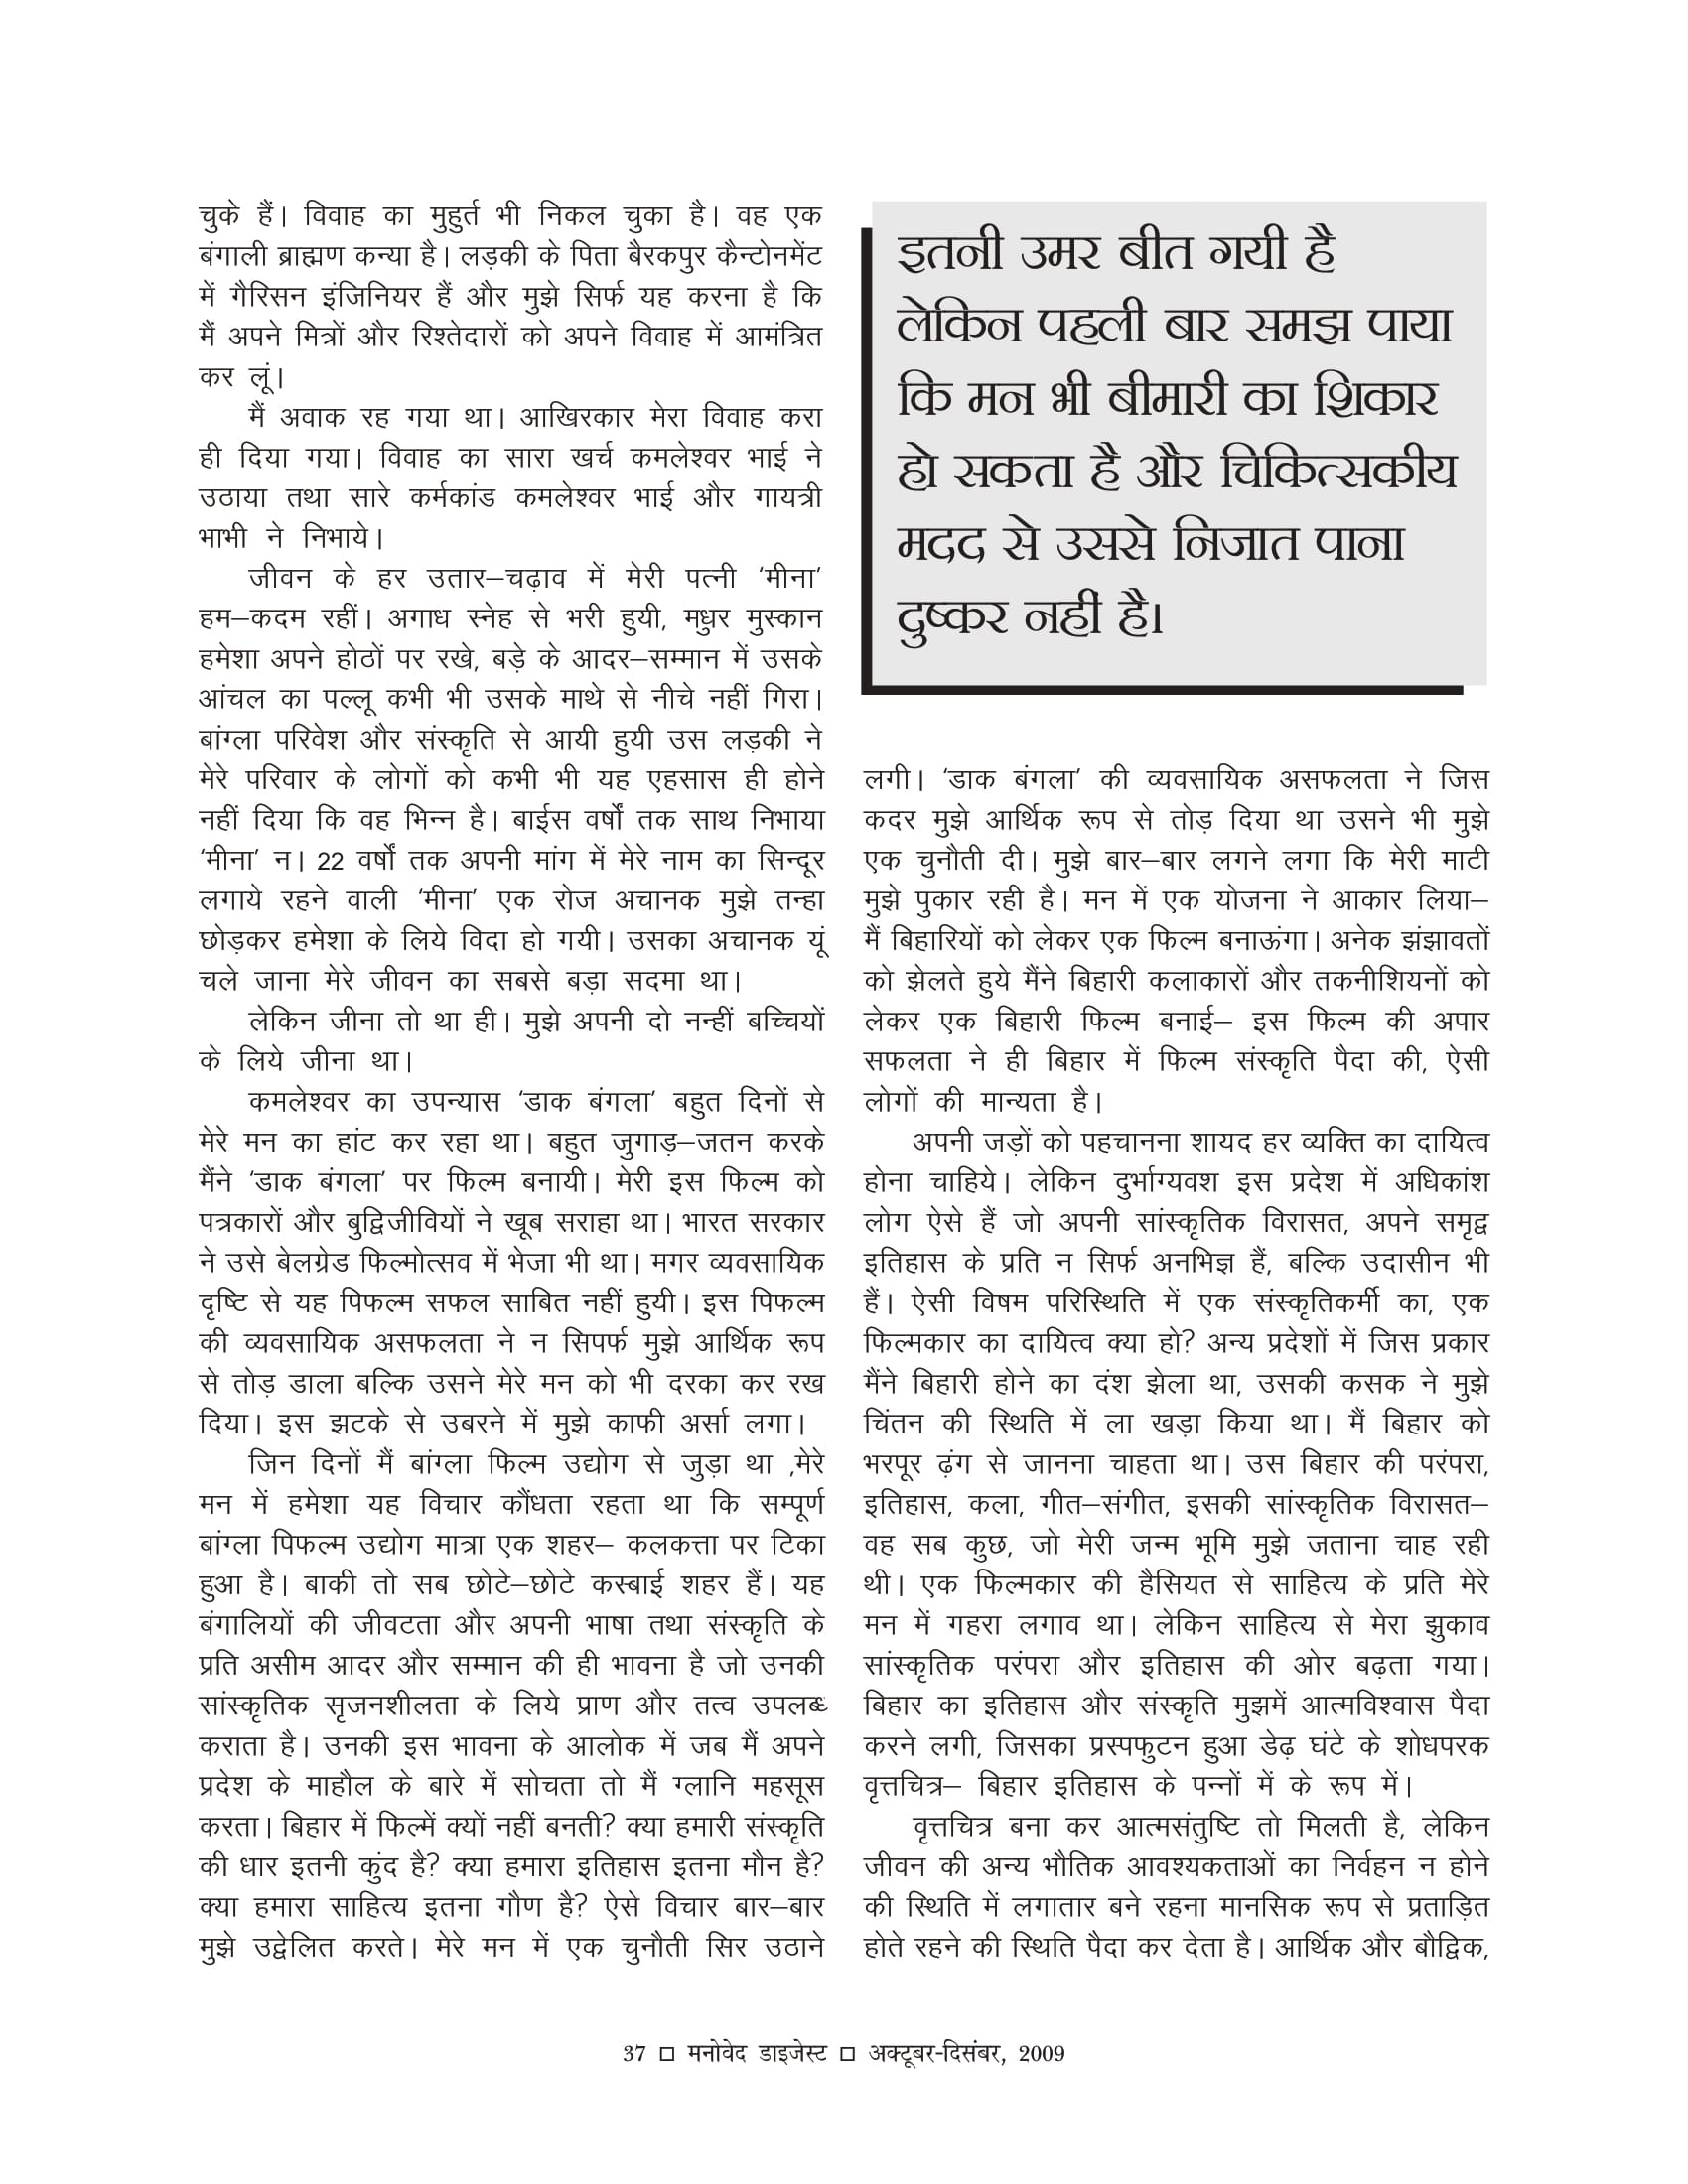 चुके हैं। विवाह का मुहुर्त भी निकल चुका है। वह एक
बंगाली ब्राह्मण कन्या है। लड़की के पिता बैरकपुर कैन्टोनमेंट
में गैरिसन इंजिनियर हैं और मुझे सिर्फ यह करना है कि
मैं अपने मित्रों और रिश्तेदारों को अपने विवाह में आमंत्रित
कर लूं।
मैं अवाक रह गया था। आखिरकार मेरा विवाह करा
ही दिया गया। विवाह का सारा खर्च कमलेश्वर भाई ने
उठाया तथा सारे कर्मकांड कमलेश्वर भाई और गायत्री
भाभी ने निभाये।
जीवन के हर उतार–चढ़ाव में मेरी पत्नी ‘मीना’
हम–कदम रहीं। अगाध स्नेह से भरी हुयी, मधुर मुस्कान
हमेशा अपने होठों पर रखे, बड़े के आदर–सम्मान में उसके
आंचल का पल्लू कभी भी उसके माथे से नीचे नहीं गिरा।
बांग्ला परिवेश और संस्कृति से आयी हुयी उस लड़की ने
मेरे परिवार के लोगों को कभी भी यह एहसास ही होने
नहीं दिया कि वह भिन्न है। बाईस वर्षों तक साथ निभाया
‘मीना’ न। 22 वर्षों तक अपनी मांग में मेरे नाम का सिन्दूर
लगाये रहने वाली ‘मीना’ एक रोज अचानक मुझे तन्हा
छोड़कर हमेशा के लिये विदा हो गयी। उसका अचानक यूं
चले जाना मेरे जीवन का सबसे बड़ा सदमा था।
लेकिन जीना तो था ही। मुझे अपनी दो नन्हीं बच्चियों
के लिये जीना था।
कमलेश्वर का उपन्यास ‘डाक बंगला’ बहुत दिनों से
मेरे मन का हांट कर रहा था। बहुत जुगाड़–जतन करके
मैंने ‘डाक बंगला’ पर फिल्म बनायी। मेरी इस फिल्म को
पत्रकारों और बुद्विजीवियों ने खूब सराहा था। भारत सरकार
ने उसे बेलग्रेड फिल्मोत्सव में भेजा भी था। मगर व्यवसायिक
दृष्टि से यह पिफल्म सफल साबित नहीं हुयी। इस पिफल्म
की व्यवसायिक असफलता ने न सिपर्फ मुझे आर्थिक रूप
से तोड़ डाला बल्कि उसने मेरे मन को भी दरका कर रख
दिया। इस झटके से उबरने में मुझे काफी अर्सा लगा।
जिन दिनों मैं बांग्ला फिल्म उद्योग से जुड़ा था ,मेरे
मन में हमेशा यह विचार कौंधता रहता था कि सम्पूर्ण
बांग्ला पिफल्म उद्योग मात्रा एक शहर– कलकत्ता पर टिका
हुआ है। बाकी तो सब छोटे–छोटे कस्बाई शहर हैं। यह
बंगालियों की जीवटता और अपनी भाषा तथा संस्कृति के
प्रति असीम आदर और सम्मान की ही भावना है जो उनकी
सांस्कृतिक सृजनशीलता के लिये प्राण और तत्व उपलब्ध
कराता है। उनकी इस भावना के आलोक में जब मैं अपने
प्रदेश के माहौल के बारे में सोचता तो मैं ग्लानि महसूस
करता। बिहार में फिल्में क्यों नहीं बनती? क्या हमारी संस्कृति
की धार इतनी कुंद है? क्या हमारा इतिहास इतना मौन है?
क्या हमारा साहित्य इतना गौण है? ऐसे विचार बार–बार
मुझे उद्वेलित करते। मेरे मन में एक चुनौती सिर उठाने
इतनी उमर बीत गयी है
लेकिन पहली बार समझ पाया
कि मन भी बीमारी का शिकार
हो सकता है और चिकित्सकीय
मदद से उससे निजात पाना
दुष्कर नहीं है।
लगी। ‘डाक बंगला’ की व्यवसायिक असफलता ने जिस
कदर मुझे आर्थिक रूप से तोड़ दिया था उसने भी मुझे
एक चुनौती दी। मुझे बार–बार लगने लगा कि मेरी माटी
मुझे पुकार रही है। मन में एक योजना ने आकार लिया–
मैं बिहारियों को लेकर एक फिल्म बनाऊंगा। अनेक झंझावतों
को झेलते हुये मैंने बिहारी कलाकारों और तकनीशियनों को
लेकर एक बिहारी फिल्म बनाई– इस फिल्म की अपार
सफलता ने ही बिहार में फिल्म संस्कृति पैदा की, ऐसी
लोगों की मान्यता है।
अपनी जड़ों को पहचानना शायद हर व्यक्ति का दायित्व
होना चाहिये। लेकिन दुर्भाग्यवश इस प्रदेश में अधिकांश
लोग ऐसे हैं जो अपनी सांस्कृतिक विरासत, अपने समृद्व
इतिहास के प्रति न सिर्फ अनभिज्ञ हैं, बल्कि उदासीन भी
हैं। ऐसी विषम परिस्थिति में एक संस्कृतिकर्मी का, एक
फिल्मकार का दायित्व क्या हो? अन्य प्रदेशों में जिस प्रकार
मैंने बिहारी होने का दंश झेला था, उसकी कसक ने मुझे
चिंतन की स्थिति में ला खड़ा किया था। मैं बिहार को
भरपूर ढ़ंग से जानना चाहता था। उस बिहार की परंपरा,
इतिहास, कला, गीत–संगीत, इसकी सांस्कृतिक विरासत–
वह सब कुछ, जो मेरी जन्म भूमि मुझे जताना चाह रही
थी। एक फिल्मकार की हैसियत से साहित्य के प्रति मेरे
मन में गहरा लगाव था। लेकिन साहित्य से मेरा झुकाव
सांस्कृतिक परंपरा और इतिहास की ओर बढ़ता गया।
बिहार का इतिहास और संस्कृति मुझमें आत्मविश्वास पैदा
करने लगी, जिसका प्रस्पफुटन हुआ डेढ़ घंटे के शोधपरक
वृत्तचित्र– बिहार इतिहास के पन्नों में के रूप में।
वृत्तचित्र बना कर आत्मसंतुष्टि तो मिलती है, लेकिन
जीवन की अन्य भौतिक आवश्यकताओं का निर्वहन न होने
की स्थिति में लगातार बने रहना मानसिक रूप से प्रताड़ित
होते रहने की स्थिति पैदा कर देता है। आर्थिक और बौद्विक,
37 □ मनोवेद डाइजेस्ट □ अक्टूबर-दिसंबर, 2009